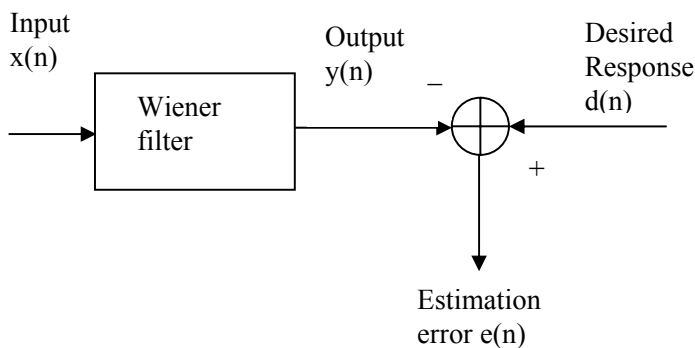 Input
x(n)
Wiener
filter
Output
y(n)
–
Desired
Response
d(n)
+
Estimation
error e(n)